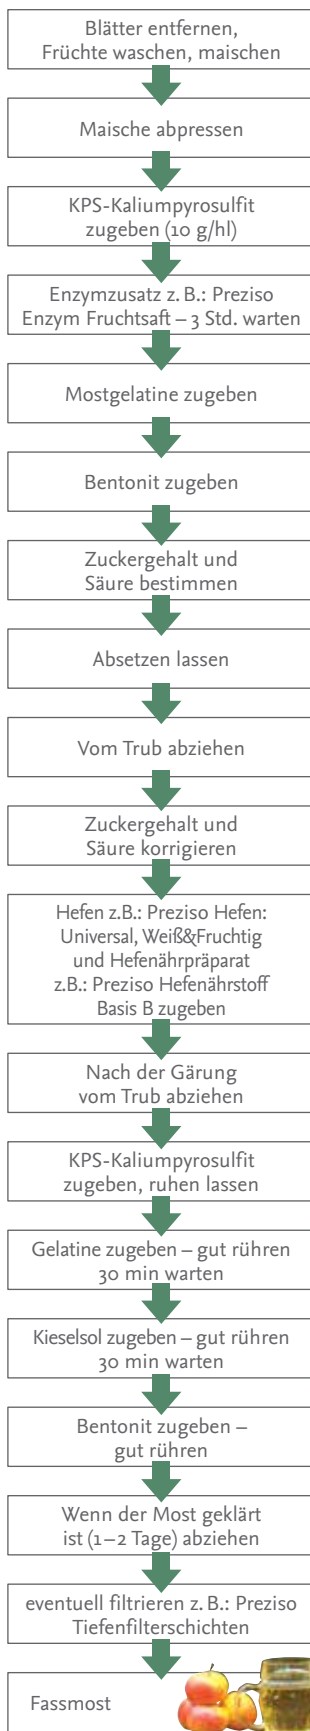 Blätter entfernen,
Früchte waschen, maischen
Maische abpressen
KPS-Kaliumpyrosulfit
zugeben (10 g/hl)
Enzymzusatz z. B.: Preziso
Enzym Fruchtsaft – 3 Std. warten
Mostgelatine zugeben
Bentonit zugeben
Zuckergehalt und
Säure bestimmen
Absetzen lassen
Vom Trub abziehen
Zuckergehalt und
Säure korrigieren
Hefen z.B.: Preziso Hefen:
Universal, Weiß&Fruchtig
und Hefenährpräparat
z.B.: Preziso Hefenährstoff
Basis B zugeben
Nach der Gärung
vom Trub abziehen
KPS-Kaliumpyrosulfit
zugeben, ruhen lassen
Gelatine zugeben – gut rühren
30 min warten
Kieselsol zugeben – gut rühren
30 min warten
Bentonit zugeben –
gut rühren
Wenn der Most geklärt
ist (1–2 Tage) abziehen
eventuell filtrieren z. B.: Preziso
Tiefenfilterschichten
Fassmost